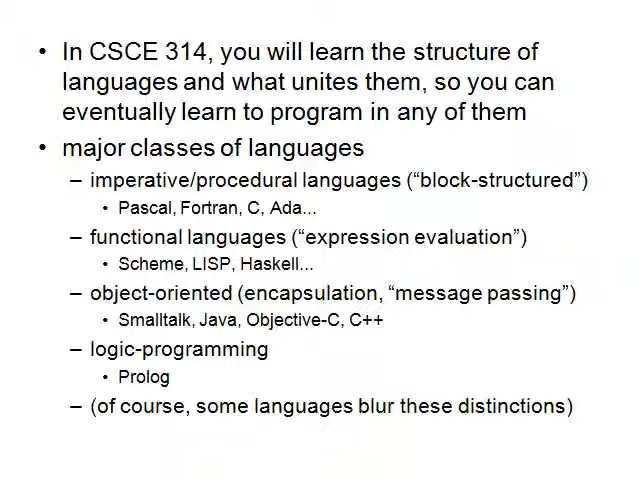 • In CSCE 314, you will learn the structure of
languages and what unites them, so you can
eventually learn to program in any of them
• major classes of languages
– imperative/procedural languages (“block-structured”)
• Pascal, Fortran, C, Ada...
– functional languages (“expression evaluation”)
• Scheme, LISP, Haskell...
– object-oriented (encapsulation, “message passing”)
• Smalltalk, Java, Objective-C, C++
– logic-programming
• Prolog
– (of course, some languages blur these distinctions)